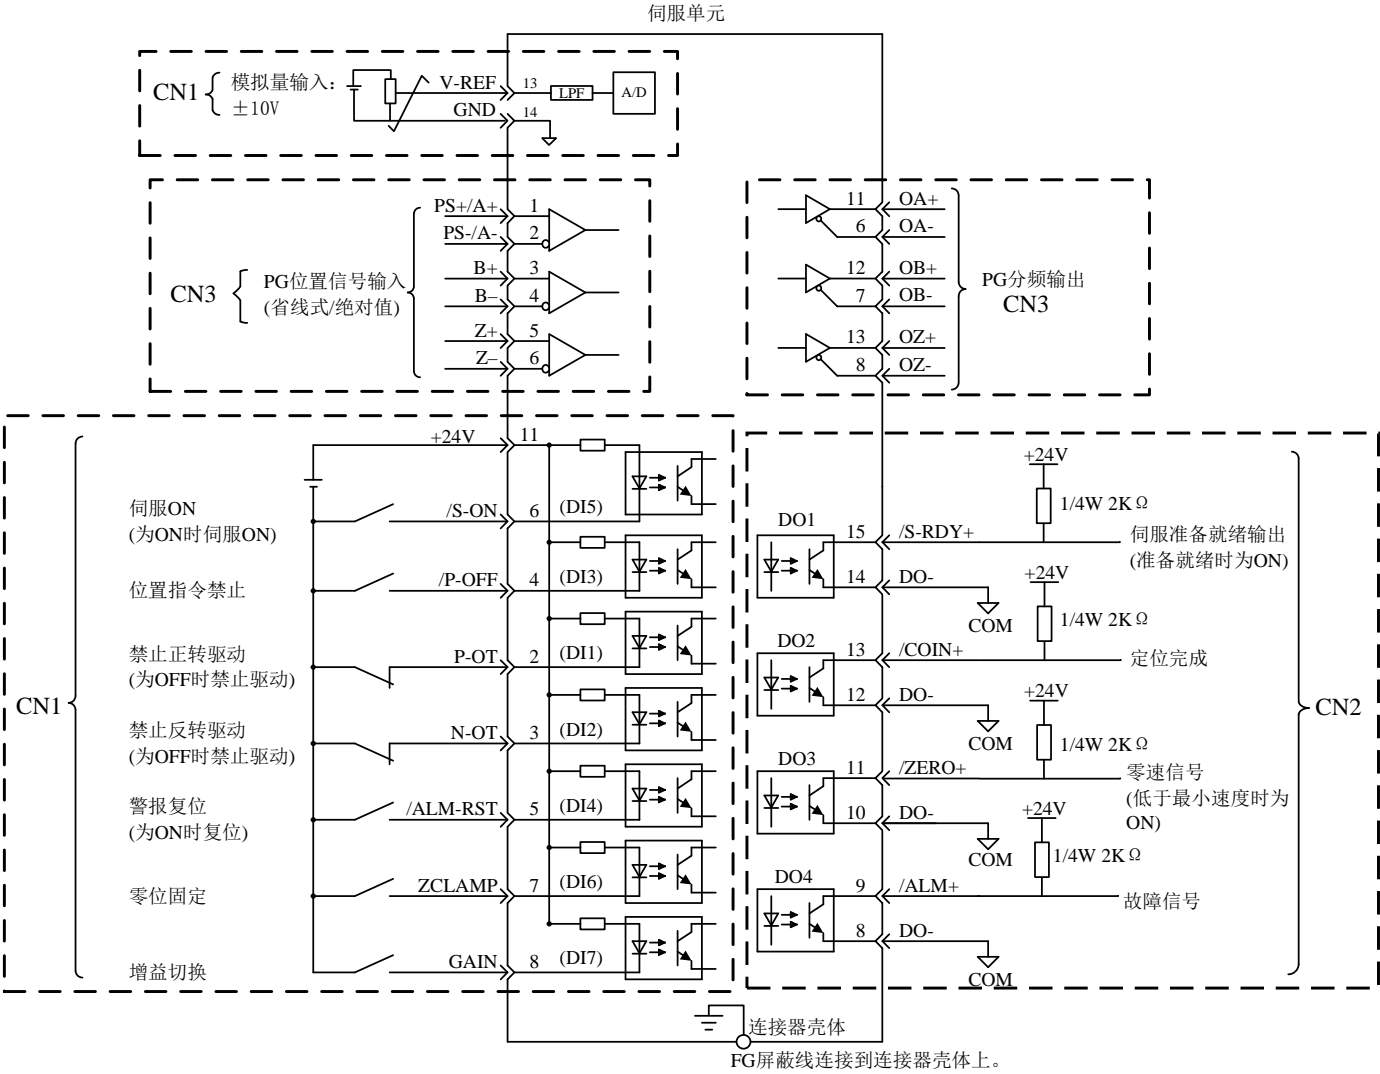 伺服单元
CN1
模拟量输入:
±10V
V-REF
13
LPF
A/D
GND
14
CN3
PG位置信号输入
(省线式/绝对值)
PS+/A+
1
PS-/A-
2
B+
3
B–
4
Z+
5
Z–
6
11
OA+
6
OA-
12
OB+
7
OB-
13
OZ+
8
OZ-
PG分频输出
CN3
CN1
+24V
11
伺服ON
(为ON时伺服ON)
/S-ON
6
(DI5)
位置指令禁止
/P-OFF
4
(DI3)
禁止正转驱动
(为OFF时禁止驱动)
P-OT
2
(DI1)
禁止反转驱动
(为OFF时禁止驱动)
N-OT
3
(DI2)
警报复位
(为ON时复位)
/ALM-RST
5
(DI4)
零位固定
ZCLAMP
7
(DI6)
增益切换
GAIN
8
(DI7)
+24V
1/4W 2KΩ
DO1
15
/S-RDY+
伺服准备就绪输出
(准备就绪时为ON)
14
DO-
COM
+24V
1/4W 2KΩ
DO2
13
/COIN+
定位完成
12
DO-
COM
+24V
1/4W 2KΩ
DO3
11
/ZERO+
零速信号
(低于最小速度时为
ON)
10
DO-
COM
+24V
1/4W 2KΩ
DO4
9
/ALM+
故障信号
8
DO-
COM
CN2
连接器壳体
FG屏蔽线连接到连接器壳体上。